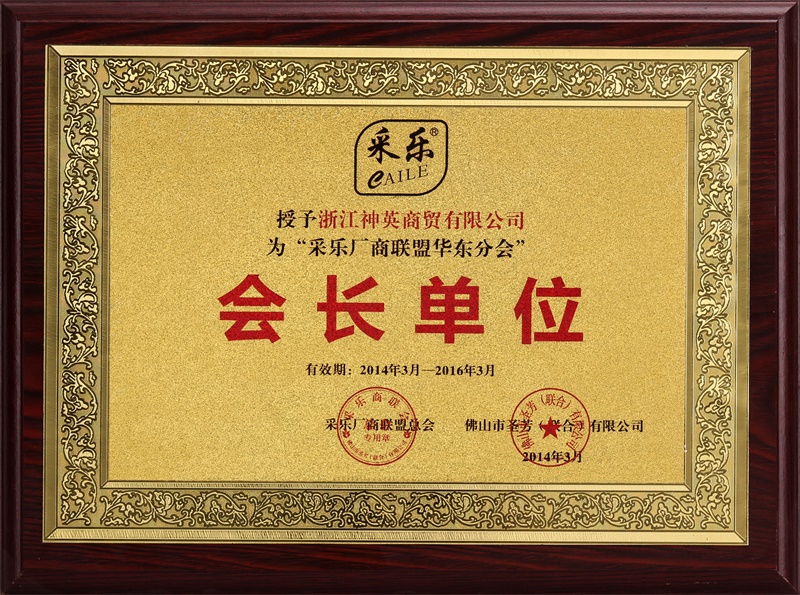 采乐®
CAILE
授予浙江神英商贸有限公司
为“采乐厂商联盟华东分会”
会长单位
有效期：2014年3月—2016年3月
采乐厂商联盟总会 佛山市圣芳（联合）有限公司
专用章
2014年3月